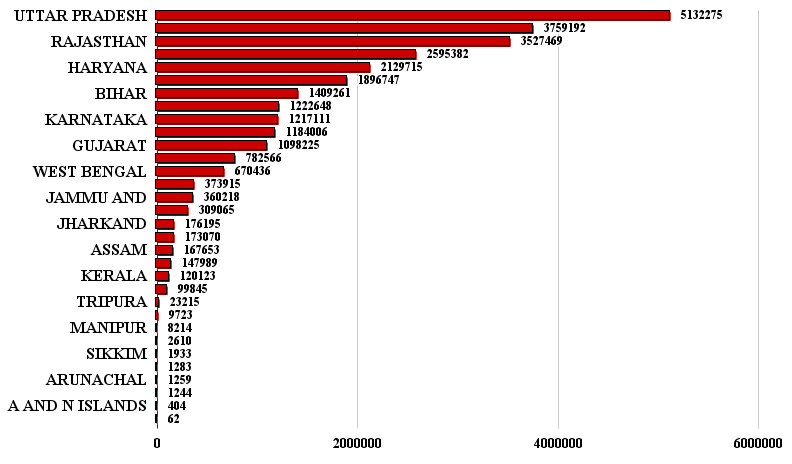 UTTAR PRADESH 5132275
3759192
RAJASTHAN 3527469
2595382
HARYANA 2129715
1896747
BIHAR 1409261
1222648
KARNATAKA 1217111
1184006
GUJARAT 1098225
782566
WEST BENGAL 670436
373915
JAMMU AND 360218
309065
JHARKAND 176195
173070
ASSAM 167653
147989
KERALA 120123
99845
TRIPURA 23215
9723
MANIPUR 8214
2610
SIKKIM 1933
1283
ARUNACHAL 1259
1244
A AND N ISLANDS 404
62
0 2000000 4000000 6000000